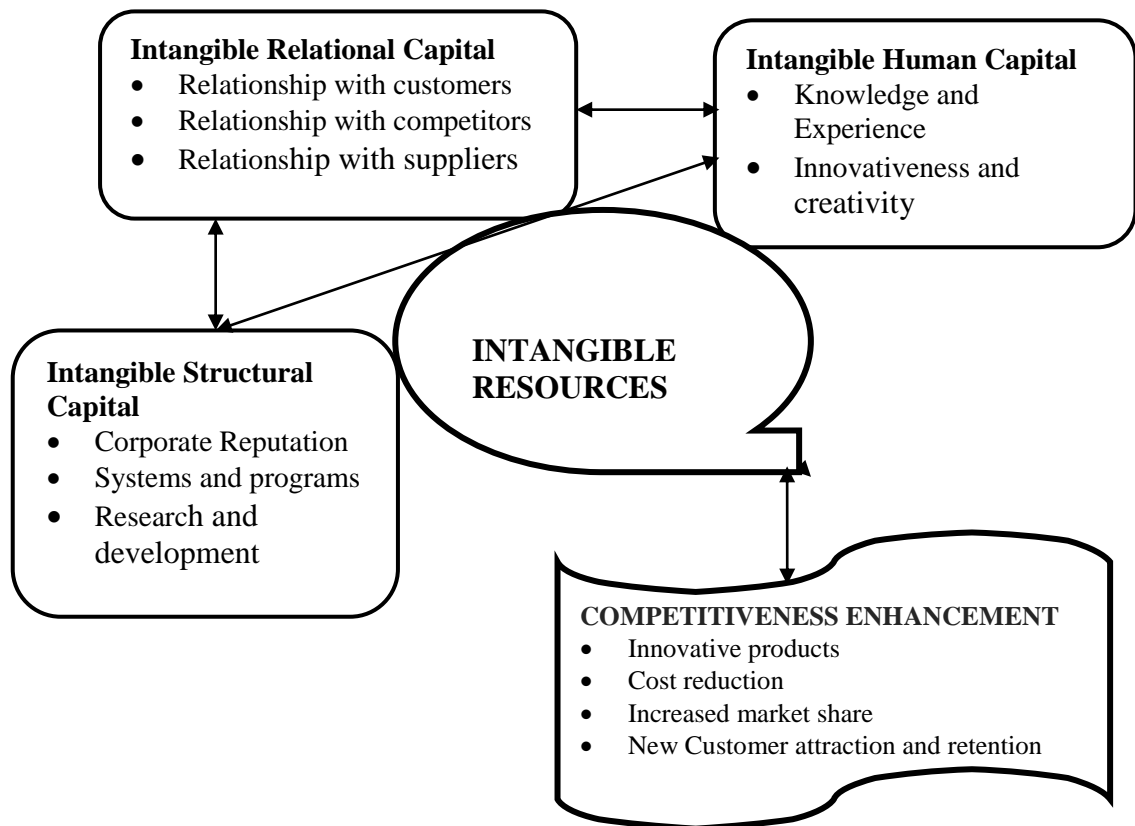 Intangible Relational Capital
• Relationship with customers
• Relationship with competitors
• Relationship with suppliers
Intangible Human Capital
• Knowledge and
Experience
• Innovativeness and
creativity
INTANGIBLE
RESOURCES
Intangible Structural
Capital
• Corporate Reputation
• Systems and programs
• Research and
development
COMPETITIVENESS ENHANCEMENT
• Innovative products
• Cost reduction
• Increased market share
• New Customer attraction and retention